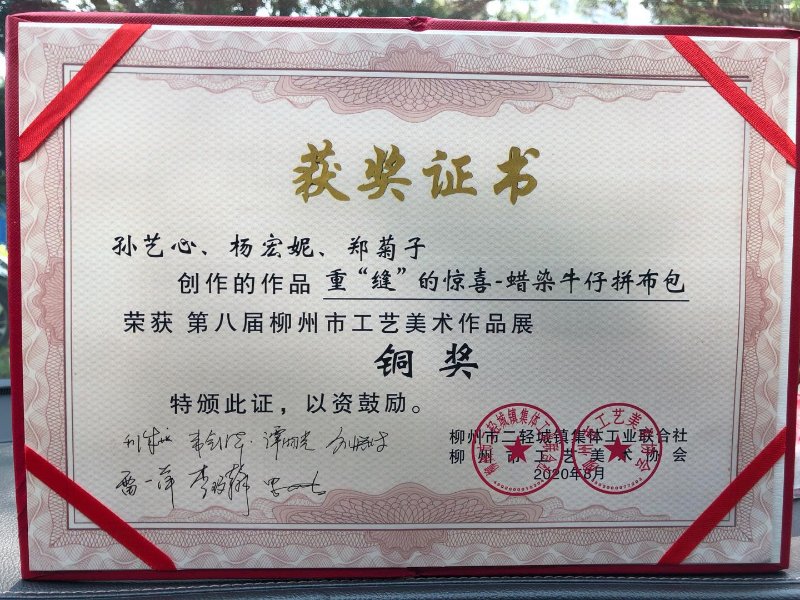 获奖证书
孙艺心、杨宏妮、郑菊子
创作的作品 重“缝”的惊喜-蜡染牛仔拼布包
荣获 第八届柳州市工艺美术作品展
铜奖
特颁此证，以资鼓励。
柳州市二轻城镇集体工业联合社
柳州市工艺美术协会
2020年8月